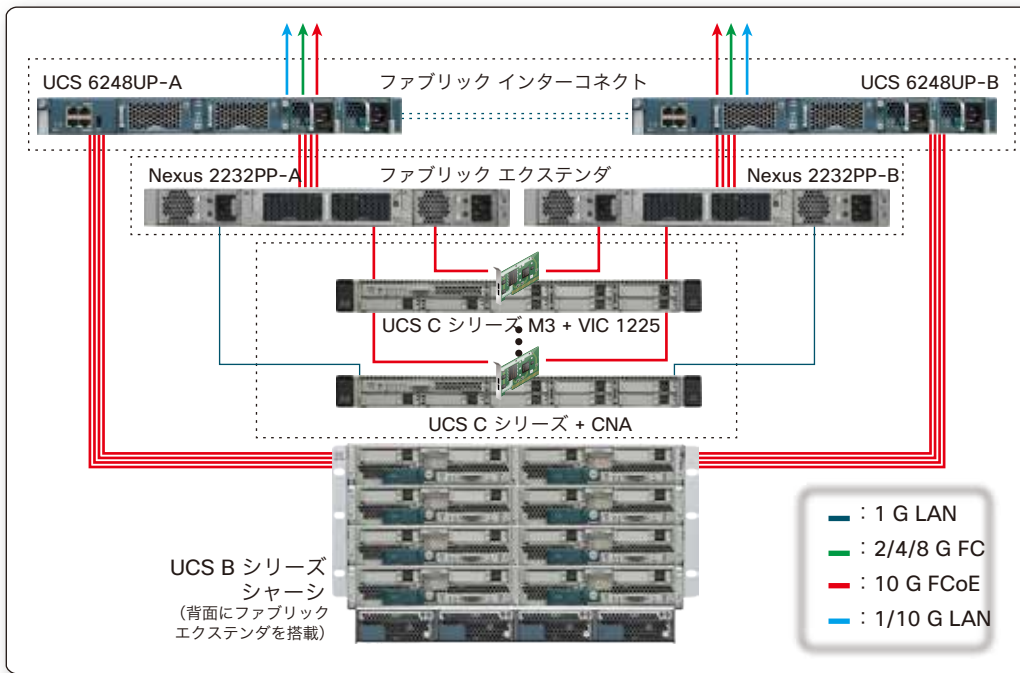 UCS 6248UP-A
ファブリック インターコネクト
UCS 6248UP-B
Nexus 2232PP-A
ファブリック エクステンダ
Nexus 2232PP-B
UCS C シリーズ M3 + VIC 1225
UCS C シリーズ + CNA
UCS B シリーズ
シャーシ
(背面にファブリック
エクステンダを搭載)
：1 G LAN
：2/4/8 G FC
：10 G FCoE
：1/10 G LAN